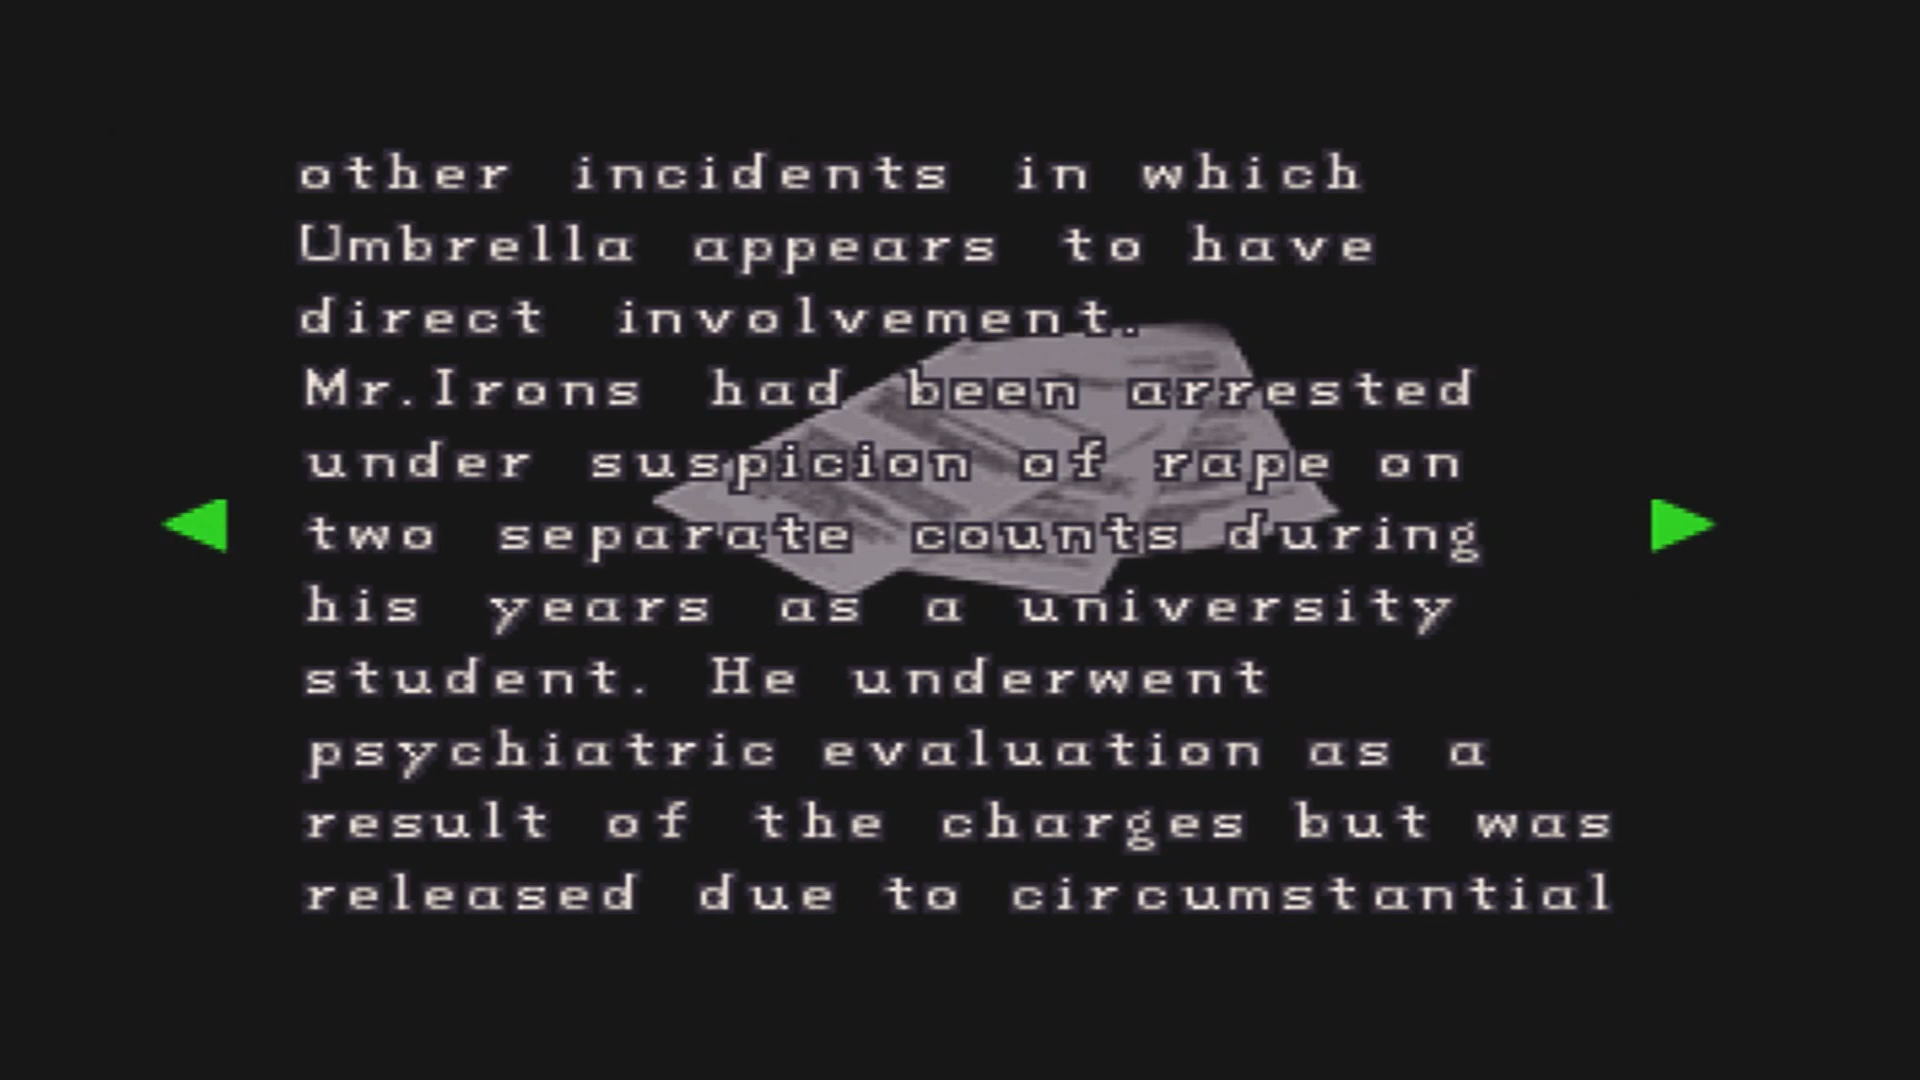 other incidents in which
Umbrella appears to have
direct involvement.
Mr.Irons had been arrested
under suspicion of rape on
two separate counts during
his years as a university
student. He underwent
psychiatric evaluation as a
result of the charges but was
released due to circumstantial